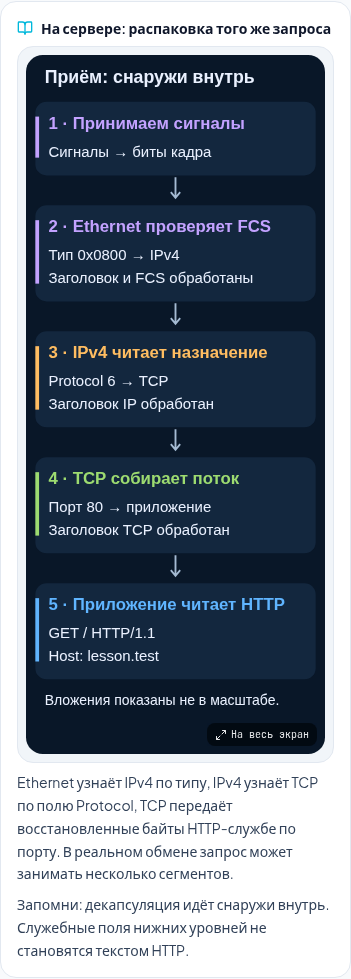 На сервере: распаковка того же запроса
Приём: снаружи внутрь
1 · Принимаем сигналы
Сигналы → биты кадра
2 · Ethernet проверяет FCS
Тип 0x0800 → IPv4
Заголовок и FCS обработаны
3 · IPv4 читает назначение
Protocol 6 → TCP
Заголовок IP обработан
4 · TCP собирает поток
Порт 80 → приложение
Заголовок TCP обработан
5 · Приложение читает HTTP
GET / HTTP/1.1
Host: lesson.test
Вложения показаны не в масштабе.
На весь экран
Ethernet узнаёт IPv4 по типу, IPv4 узнаёт TCP
по полю Protocol, TCP передаёт
восстановленные байты HTTP-службе по
порту. В реальном обмене запрос может
занимать несколько сегментов.
Запомни: декапсуляция идёт снаружи внутрь.
Служебные поля нижних уровней не
становятся текстом HTTP.